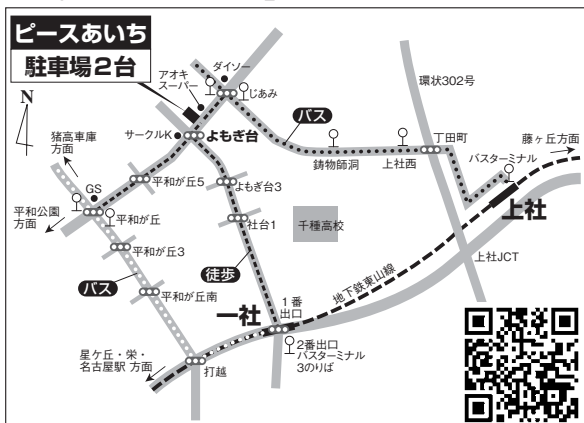 ピースあいち
駐車場2台
N
アオキ
スーパー
ダイソー
じあみ
バス
環状302号
猪高車庫
方面
サークルK
よもぎ台
鋳物師洞
上社西
丁田町
藤ヶ丘方面
バスターミナル
GS
平和が丘5
よもぎ台3
平和公園
方面
平和が丘
社台1
千種高校
上社
平和が丘3
上社JCT
バス
徒歩
平和が丘南
一社
1番
出口
地下鉄東山線
星ケ丘・栄・
名古屋駅 方面
打越
2番出口
バスターミナル
3のりば